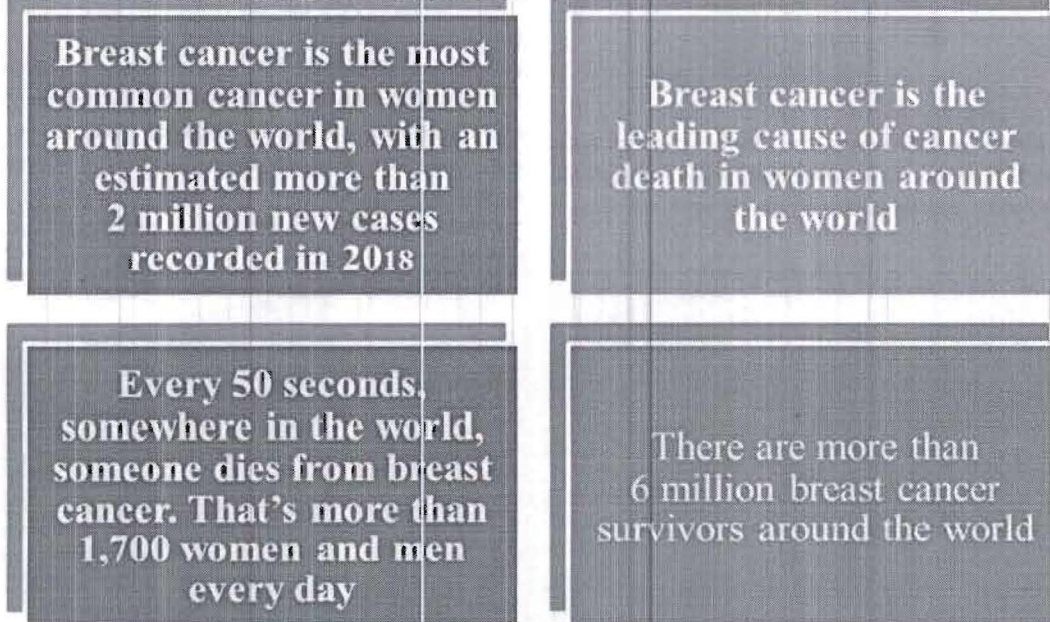 Breast cancer is the most
common cancer in women
around the world, with an
estimated more than
2 million new cases
recorded in 2018
Breast cancer is the
leading cause of cancer
death in women around
the world
Every 50 seconds,
somewhere in the world,
someone dies from breast
cancer. That's more than
1,700 women and men
every day
There are more than
6 million breast cancer
survivors around the world